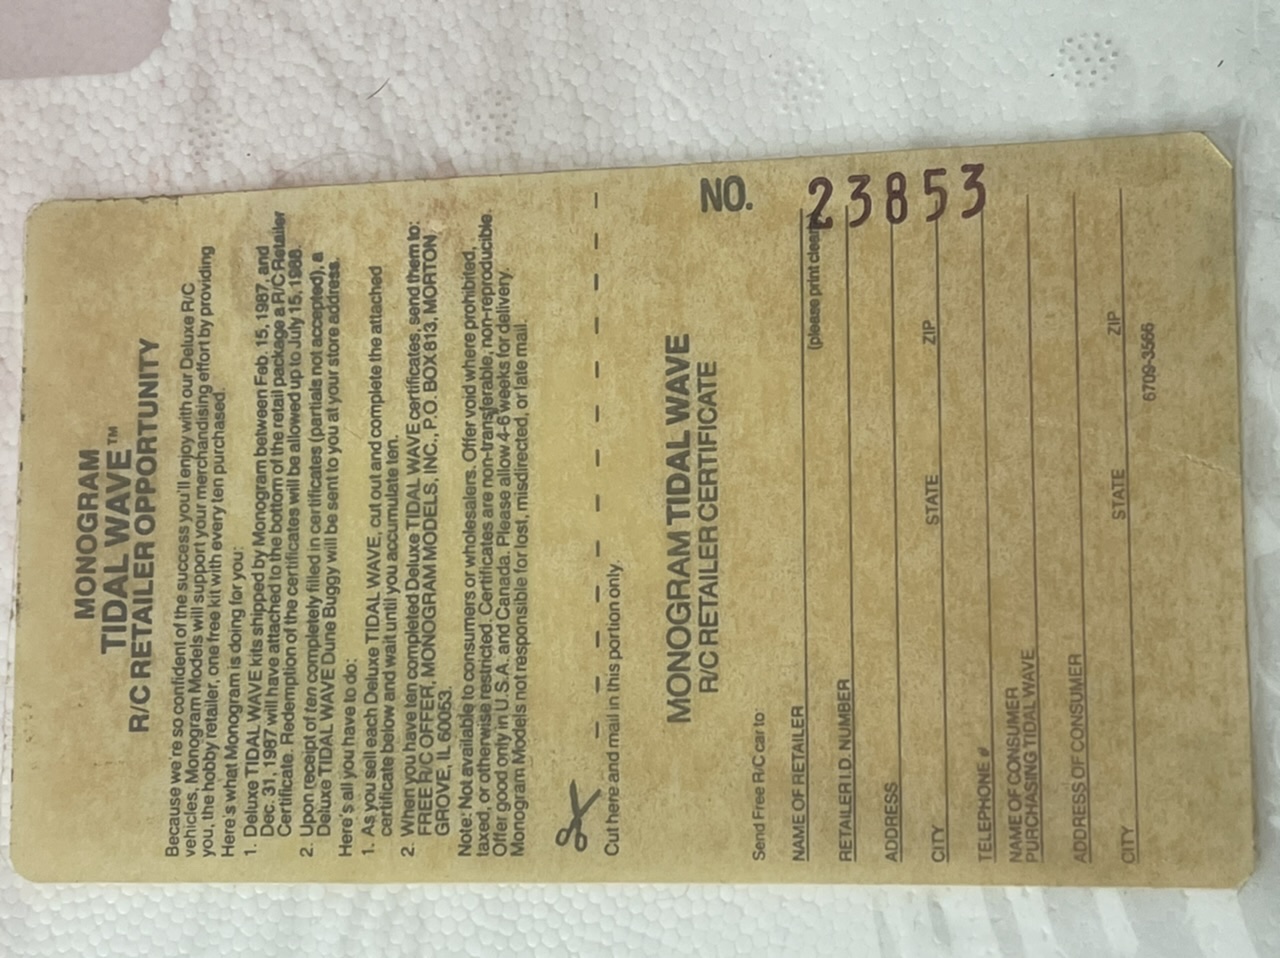 MONOGRAM
TIDAL WAVE™
R/C RETAILER OPPORTUNITY
Because we're so confident of the success you'll enjoy with our Deluxe R/C
vehicles, Monogram Models will support your merchandising effort by providing
you, the hobby retailer, one free kit with every ten purchased.
Here's what Monogram is doing for you:
1. Deluxe TIDAL WAVE kits shipped by Monogram between Feb. 15, 1987, and
Dec. 31, 1987 will have attached to the bottom of the retail package a R/C Retailer
Certificate. Redemption of the certificates will be allowed up to July 15, 1988.
2. Upon receipt of ten completely filled in certificates (partials not accepted), a
Deluxe TIDAL WAVE Dune Buggy will be sent to you at your store address.
Here's all you have to do:
1. As you sell each Deluxe TIDAL WAVE, cut out and complete the attached
certificate below and wait until you accumulate ten.
2. When you have ten completed Deluxe TIDAL WAVE certificates, send them to:
FREE R/C OFFER, MONOGRAM MODELS, INC., P.O. BOX 813, MORTON
GROVE, IL 60053.
Note: Not available to consumers or wholesalers. Offer void where prohibited,
taxed, or otherwise restricted. Certificates are non-transferable, non-reproducible.
Offer good only in U.S.A. and Canada. Please allow 4-6 weeks for delivery.
Monogram Models not responsible for lost, misdirected, or late mail.
Cut here and mail in this portion only.
MONOGRAM TIDAL WAVE
R/C RETAILER CERTIFICATE
NO. 23853
Send Free R/C car to:
NAME OF RETAILER (please print clearly)
RETAILER I.D. NUMBER
ADDRESS
CITY STATE ZIP
TELEPHONE #
NAME OF CONSUMER
PURCHASING TIDAL WAVE
ADDRESS OF CONSUMER
CITY STATE ZIP
6709-3566